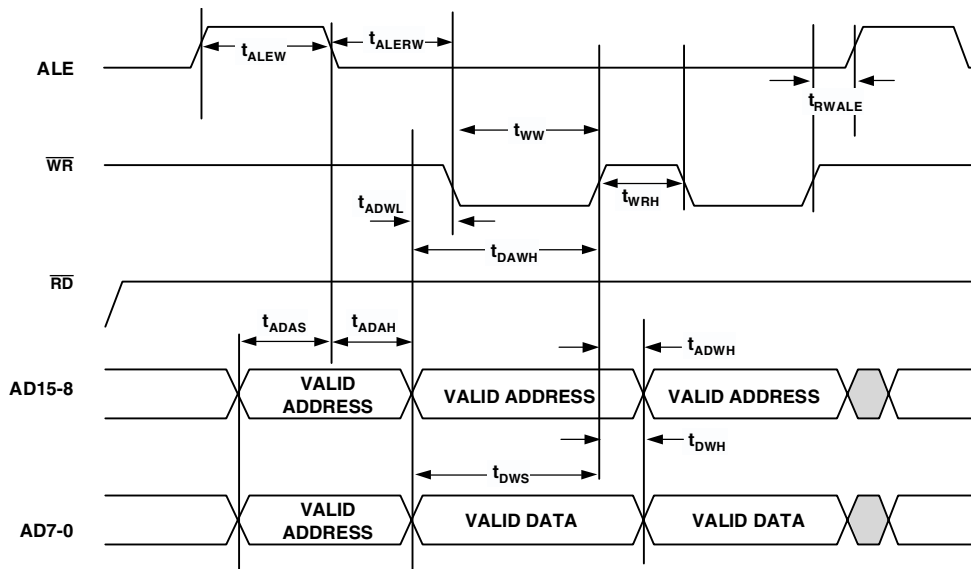 tALEW
tALERW
ALE
tRWALE
tWW
WR
tWRH
tADWL
tDAWH
RD
tADAS
tADAH
tADWH
AD15-8
VALID
ADDRESS
VALID ADDRESS
VALID ADDRESS
tDWH
tDWS
AD7-0
VALID
ADDRESS
VALID DATA
VALID DATA